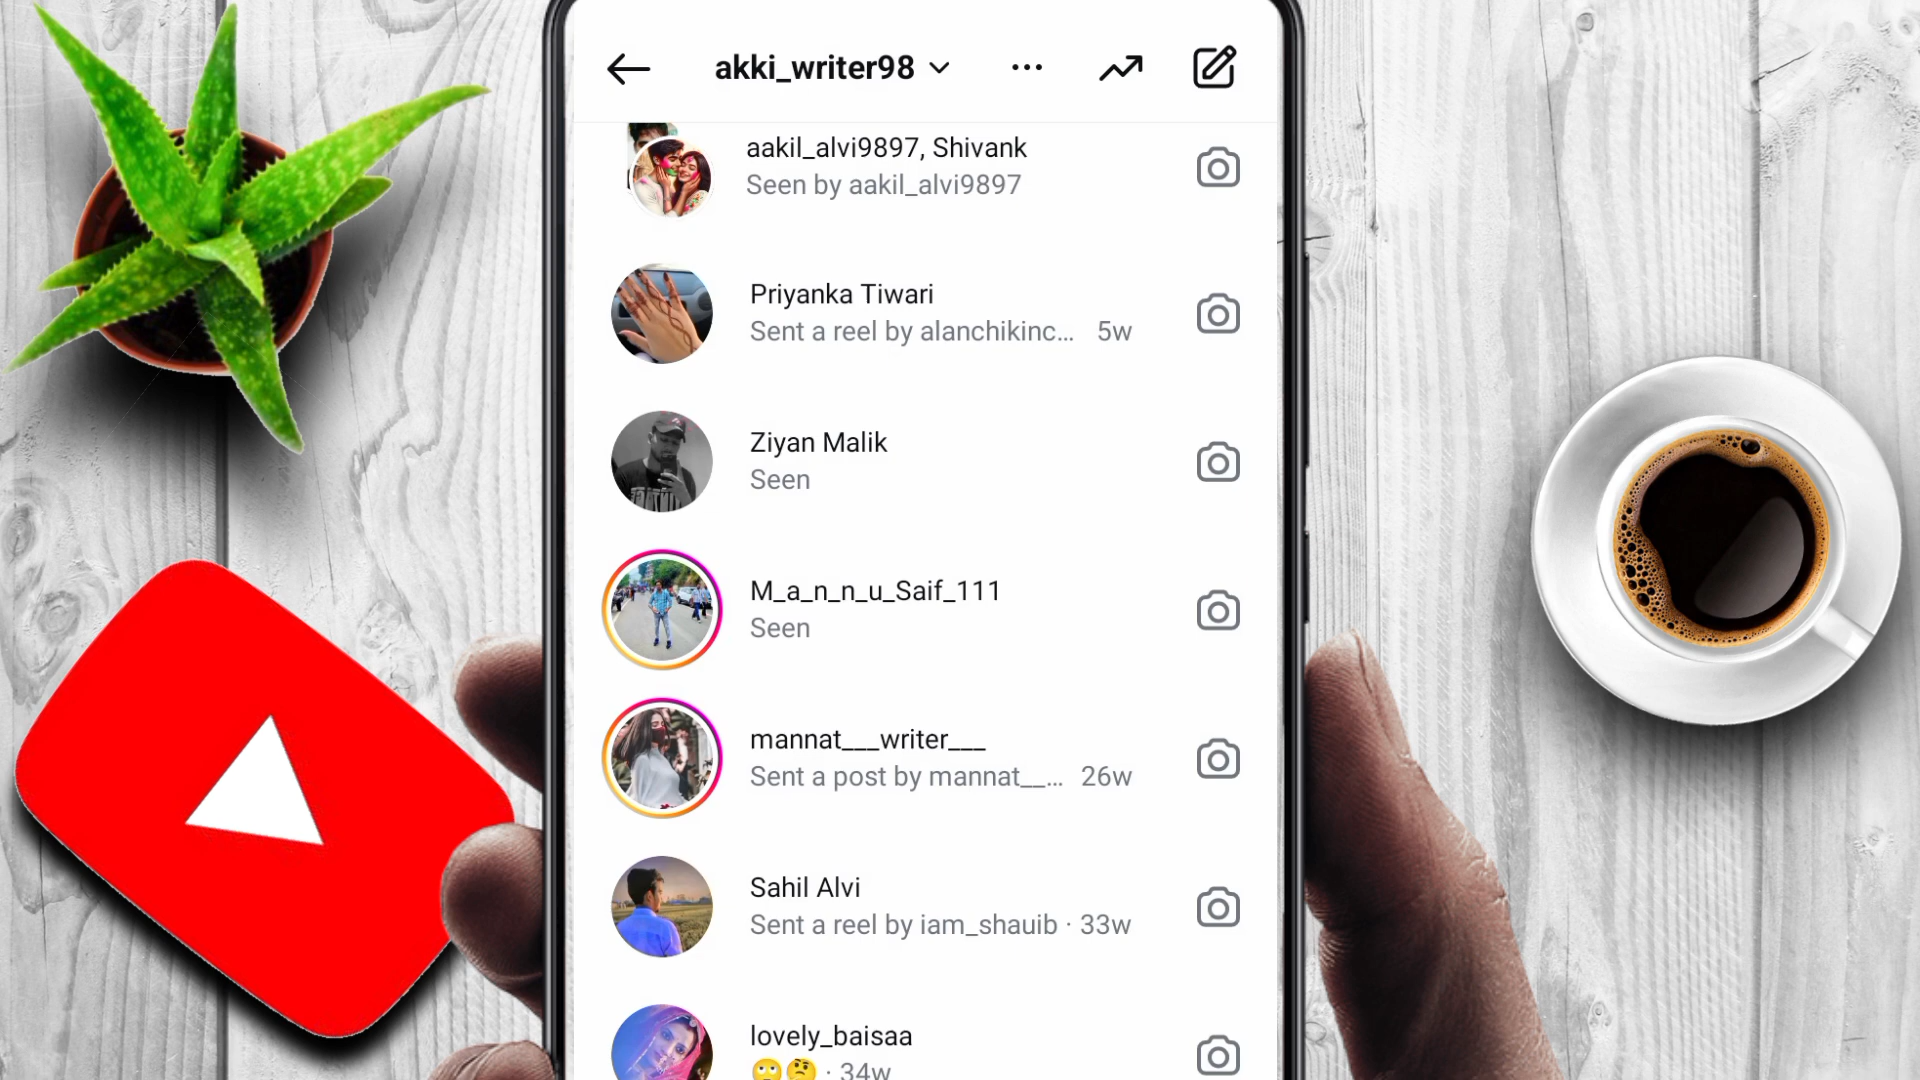 akki_writer98
aakil_alvi9897, Shivank
Seen by aakil_alvi9897
Priyanka Tiwari
Sent a reel by alanchikinc... 5w
Ziyan Malik
Seen
M_a_n_n_u_Saif_111
Seen
mannat___writer___
Sent a post by mannat__... 26w
Sahil Alvi
Sent a reel by iam_shauib · 33w
lovely_baisaa
🙄🤔 · 34w